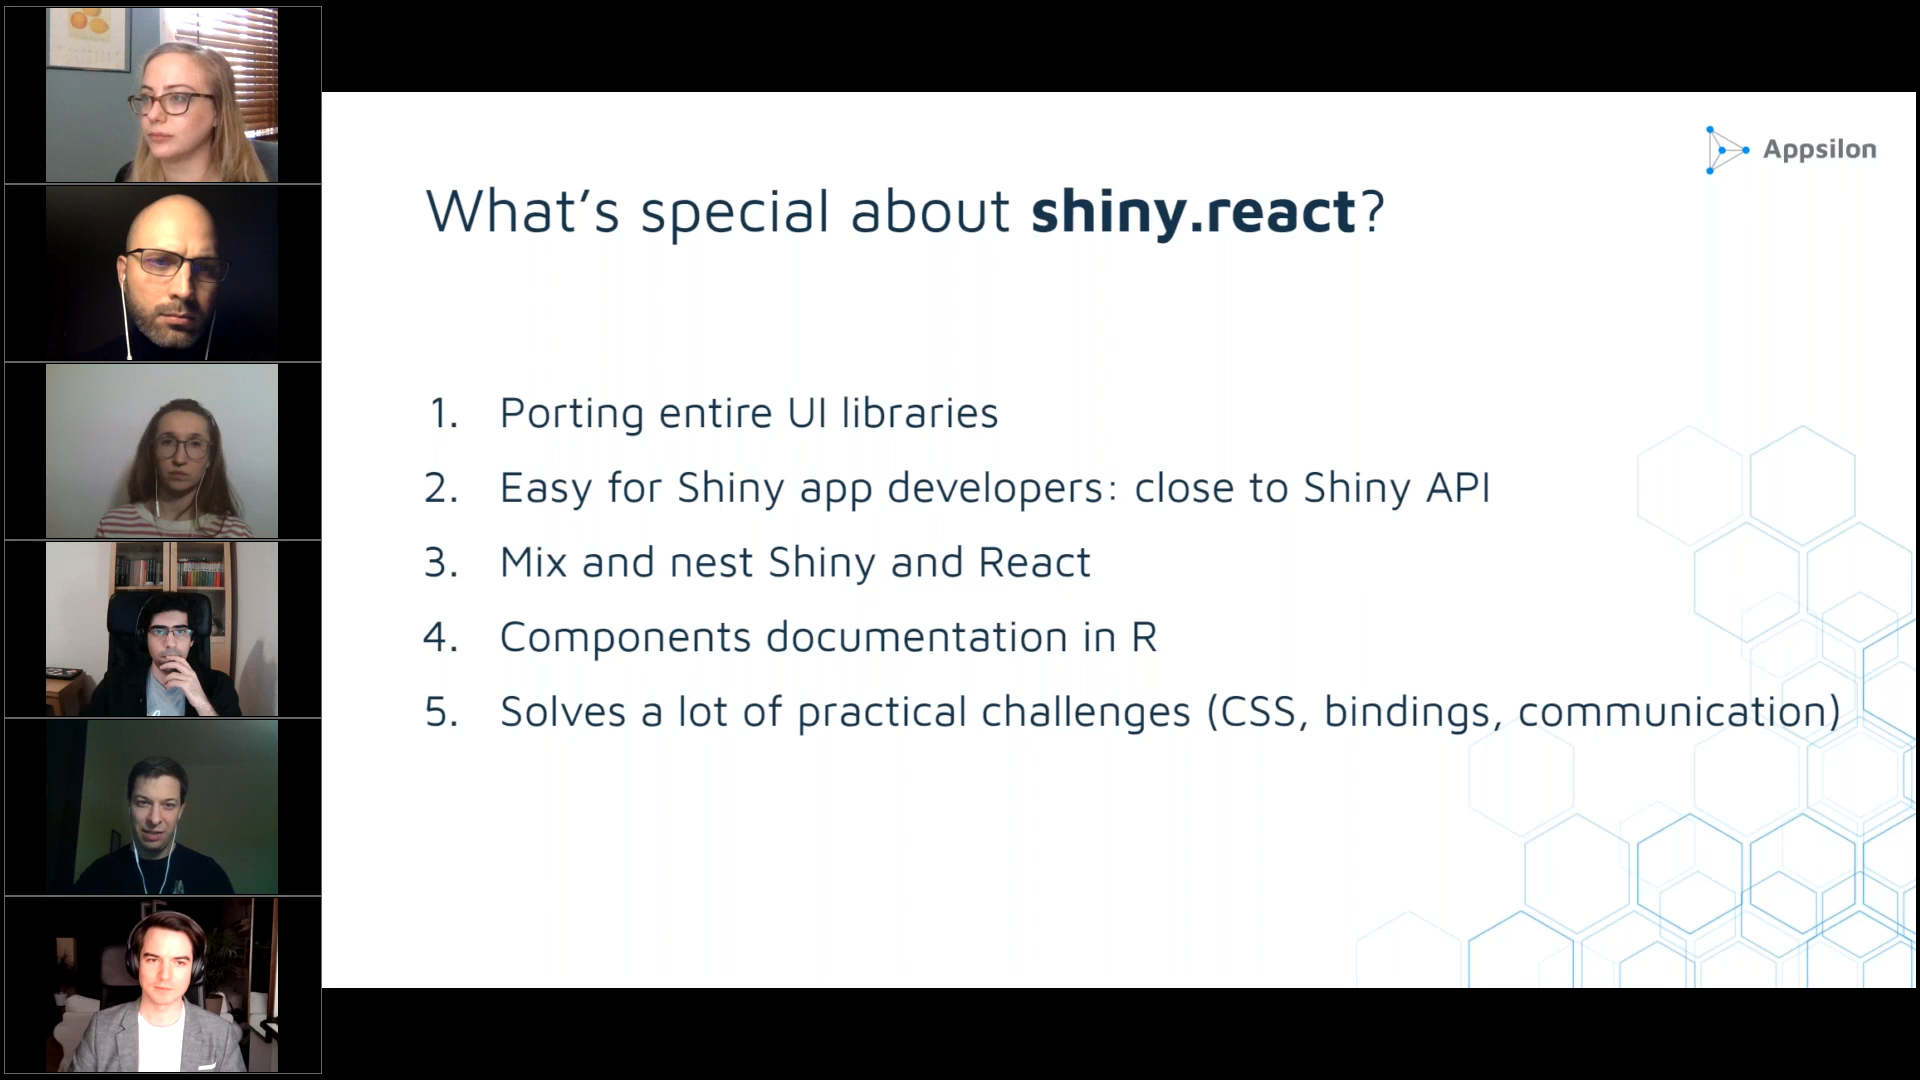 Appsilon
What’s special about shiny.react?
1. Porting entire UI libraries
2. Easy for Shiny app developers: close to Shiny API
3. Mix and nest Shiny and React
4. Components documentation in R
5. Solves a lot of practical challenges (CSS, bindings, communication)